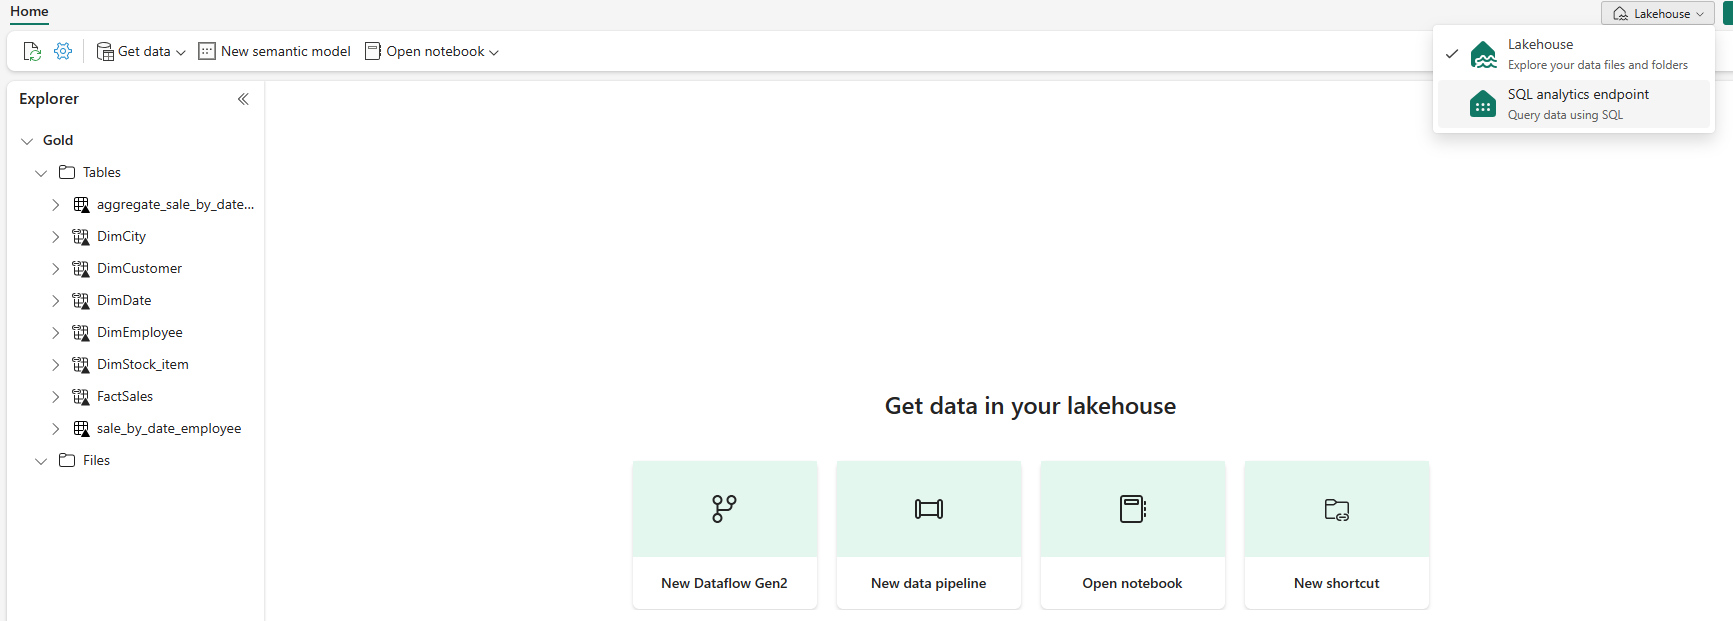 Home
Lakehouse
Get data
New semantic model
Open notebook
Lakehouse
Explore your data files and folders
SQL analytics endpoint
Query data using SQL
Explorer
Gold
Tables
aggregate_sale_by_date...
DimCity
DimCustomer
DimDate
DimEmployee
DimStock_item
FactSales
sale_by_date_employee
Files
Get data in your lakehouse
New Dataflow Gen2
New data pipeline
Open notebook
New shortcut